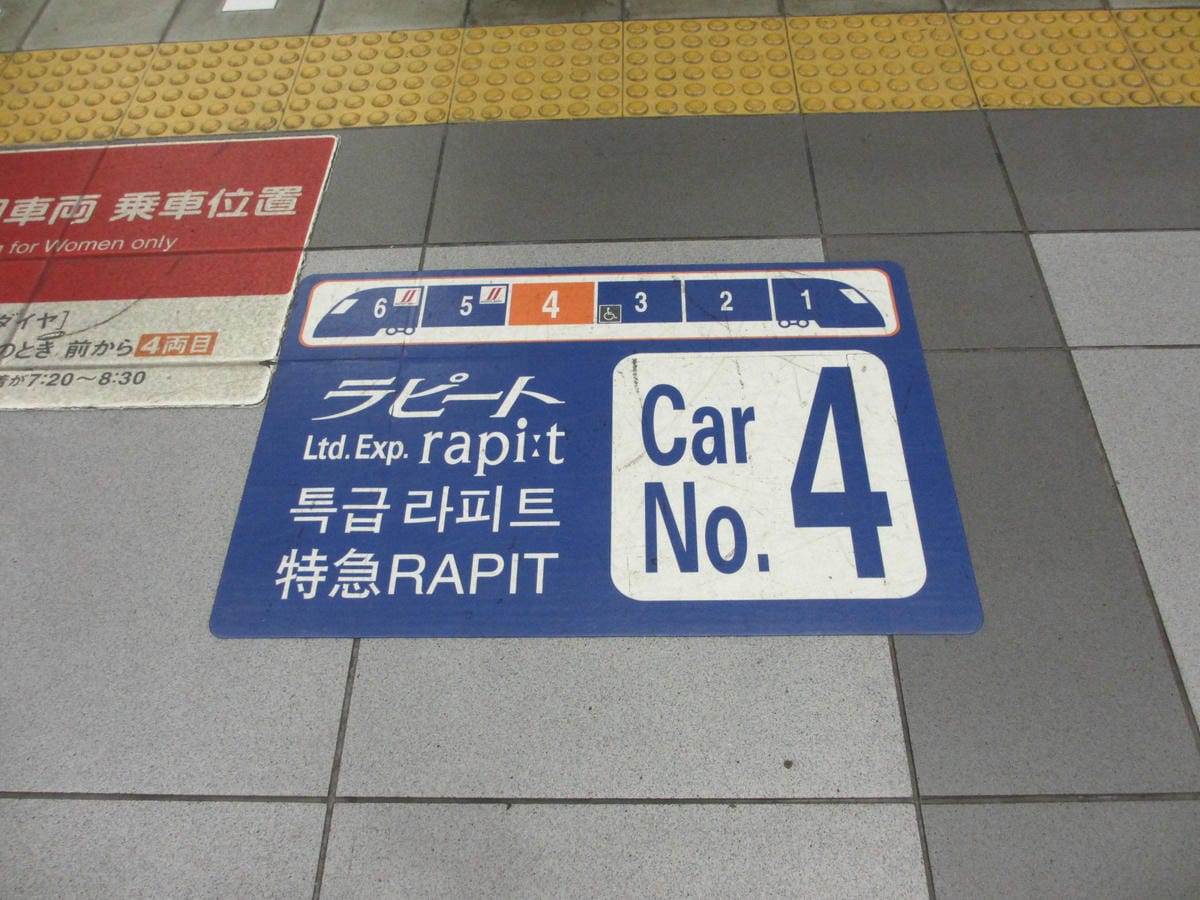 車両 乗車位置
for Women only
ダイヤ]
のとき 前から 4両目
が7:20～8:30
6 5 4 3 2 1
ラピート
Ltd. Exp. rapi:t
특급 라피트
特急RAPIT
Car
No. 4